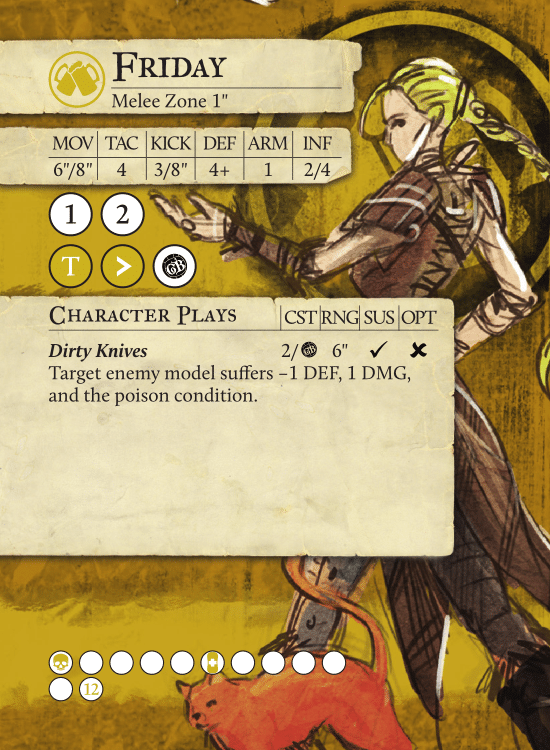 Friday
Melee Zone 1"
MOV TAC KICK DEF ARM INF
6"/8" 4 3/8" 4+ 1 2/4
1 2
T > GB
Character Plays CST RNG SUS OPT
Dirty Knives 2/GB 6" ✓ ✘
Target enemy model suffers –1 DEF, 1 DMG,
and the poison condition.
12